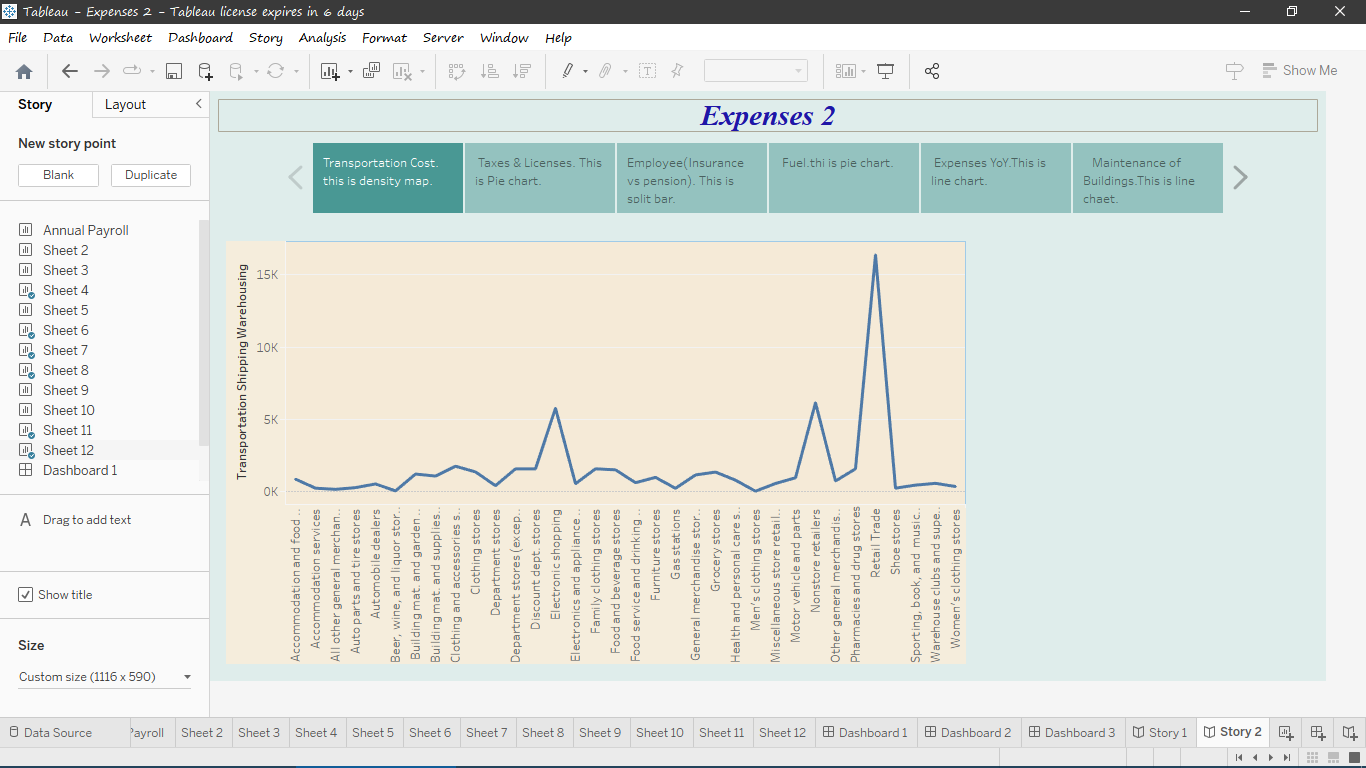 Tableau - Expenses 2 - Tableau license expires in 6 days
File Data Worksheet Dashboard Story Analysis Format Server Window Help
Show Me
Story Layout
New story point
Blank Duplicate
Annual Payroll
Sheet 2
Sheet 3
Sheet 4
Sheet 5
Sheet 6
Sheet 7
Sheet 8
Sheet 9
Sheet 10
Sheet 11
Sheet 12
Dashboard 1
A Drag to add text
Show title
Size
Custom size (1116 x 590)
Expenses 2
Transportation Cost.
this is density map.
Taxes & Licenses. This
is Pie chart.
Employee(Insurance
vs pension). This is
split bar.
Fuel.thi is pie chart.
Expenses YoY.This is
line chart.
Maintenance of
Buildings.This is line
chaet.
Transportation Shipping Warehousing
15K
10K
5K
0K
Accommodation and food ..
Accommodation services
All other general merchan..
Auto parts and tire stores
Automobile dealers
Beer, wine, and liquor stor..
Building mat. and garden ..
Building mat. and supplies..
Clothing and accessories s..
Clothing stores
Department stores
Department stores (excep..
Discount dept. stores
Electronic shopping
Electronics and appliance ..
Family clothing stores
Food and beverage stores
Food service and drinking ..
Furniture stores
Gas stations
General merchandise stor..
Grocery stores
Health and personal care s..
Men's clothing stores
Miscellaneous store retail..
Motor vehicle and parts
Nonstore retailers
Other general merchandis..
Pharmacies and drug stores
Retail Trade
Shoe stores
Sporting, book, and music..
Warehouse clubs and supe..
Women's clothing stores
Data Source Payroll Sheet 2 Sheet 3 Sheet 4 Sheet 5 Sheet 6 Sheet 7 Sheet 8 Sheet 9 Sheet 10 Sheet 11 Sheet 12 Dashboard 1 Dashboard 2 Dashboard 3 Story 1 Story 2